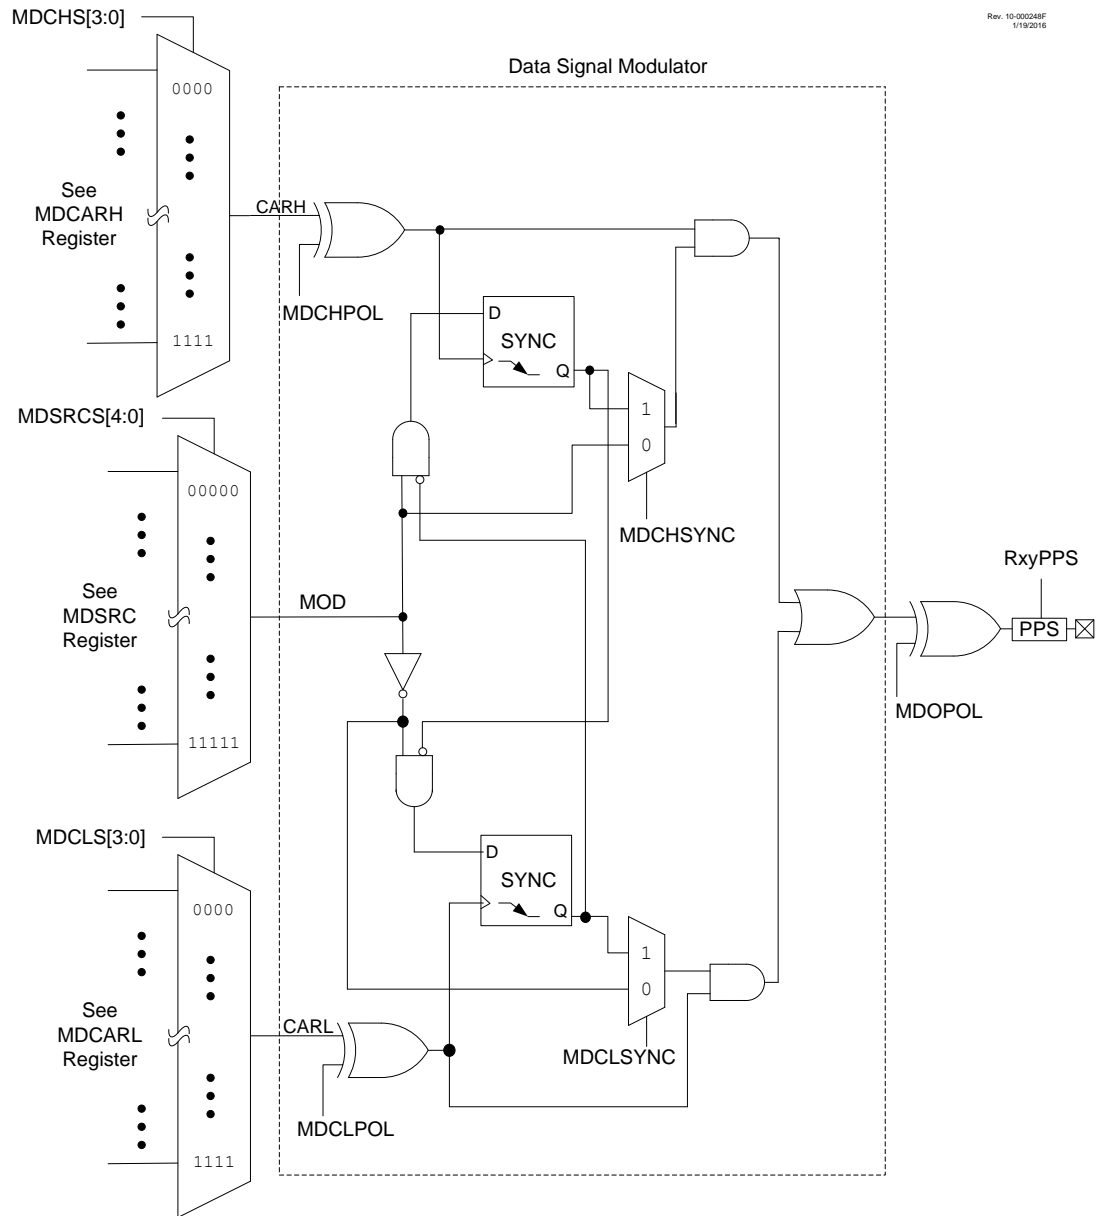 MDCHS[3:0]
Rev. 10-000248F
1/19/2016
Data Signal Modulator
0000
See
MDCARH
Register
CARH
MDCHPOL
1111
D
SYNC
Q
1
0
MDCHSYNC
MDSRCS[4:0]
00000
See
MDSRC
Register
MOD
11111
RxyPPS
PPS
MDOPOL
MDCLS[3:0]
0000
D
SYNC
Q
1
0
MDCLSYNC
See
MDCARL
Register
CARL
MDCLPOL
1111